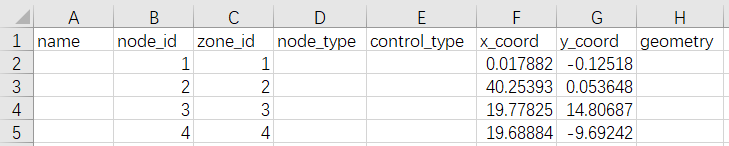 A B C D E F G H
1 name node_id zone_id node_type control_type x_coord y_coord geometry
2 1 1 0.017882 -0.12518
3 2 2 40.25393 0.053648
4 3 3 19.77825 14.80687
5 4 4 19.68884 -9.69242